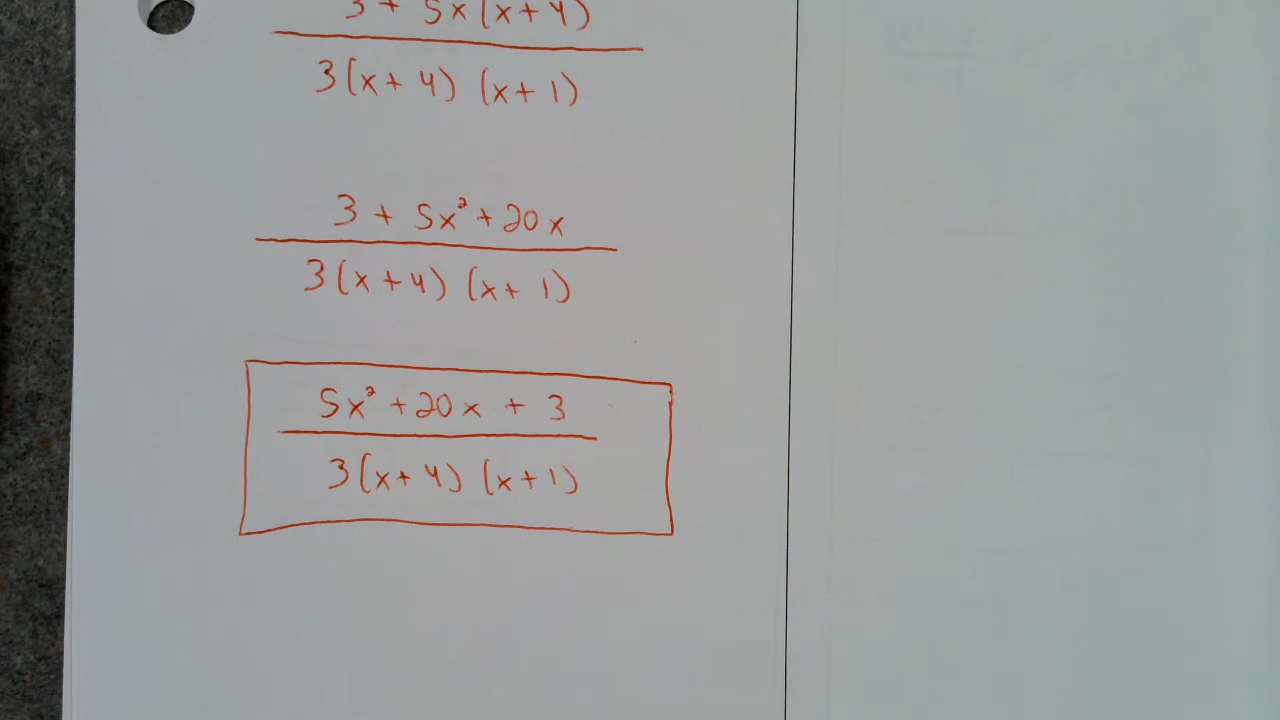 3 + 5x(x+4)
3(x+4) (x+1)
3 + 5x² + 20x
3(x+4) (x+1)
5x² + 20x + 3
3(x+4) (x+1)